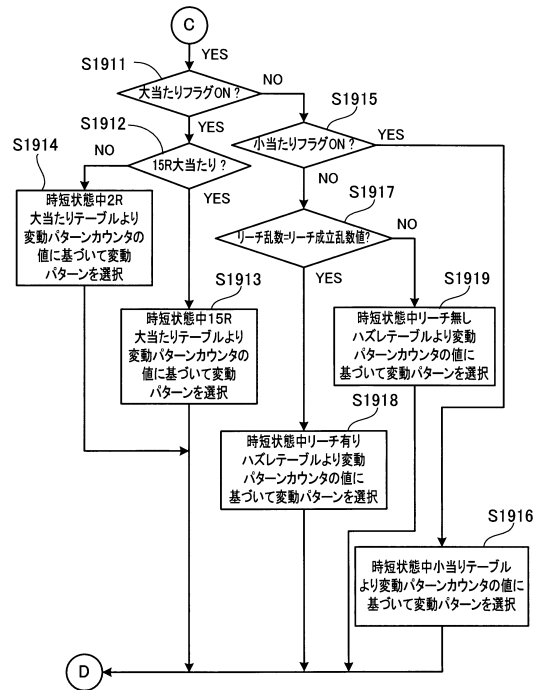 C
YES
S1911
大当たりフラグON？
NO
YES
S1912
15R大当たり？
S1914
NO
YES
時短状態中2R
大当たりテーブルより
変動パターンカウンタの
値に基づいて変動
パターンを選択
S1913
時短状態中15R
大当たりテーブルより
変動パターンカウンタの
値に基づいて変動
パターンを選択
S1915
小当たりフラグON？
YES
NO
S1917
リーチ乱数=リーチ成立乱数値?
NO
YES
S1919
時短状態中リーチ無し
ハズレテーブルより変動
パターンカウンタの値に
基づいて変動パターンを選択
S1918
時短状態中リーチ有り
ハズレテーブルより変動
パターンカウンタの値に
基づいて変動パターンを選択
S1916
時短状態中小当りテーブル
より変動パターンカウンタの値に
基づいて変動パターンを選択
D